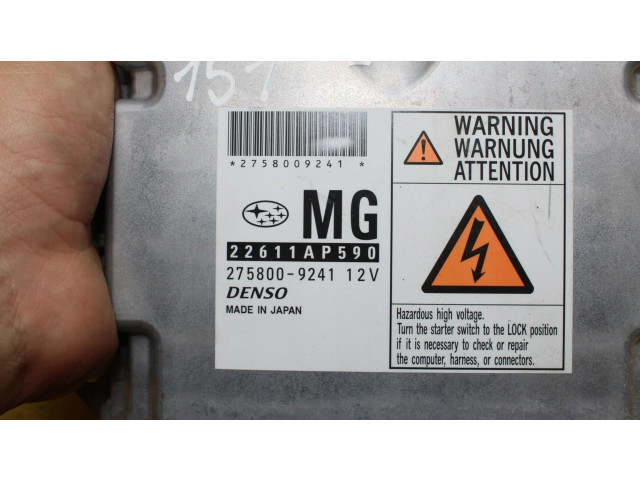 151
*2758009241 *
MG
22611AP590
275800-9241 12V
DENSO
MADE IN JAPAN
WARNING
WARNUNG
ATTENTION
Hazardous high voltage.
Turn the starter switch to the LOCK position
if it is necessary to check or repair
the computer, harness, or connectors.